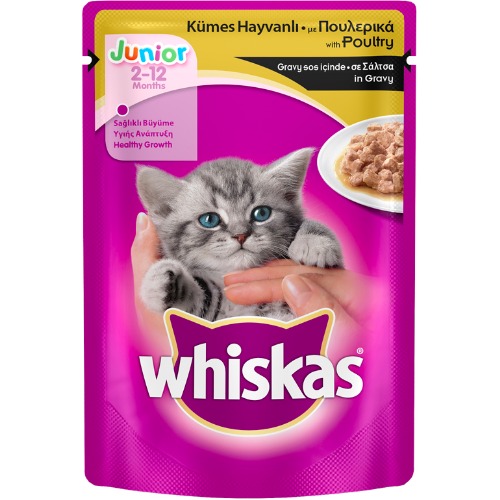 Kümes Hayvanlı • με Πουλερικά
with Poultry
Gravy sos içinde • σε Σάλτσα
in Gravy
Junior
2-12
Months
Sağlıklı Büyüme
Υγιής Ανάπτυξη
Healthy Growth
whiskas®